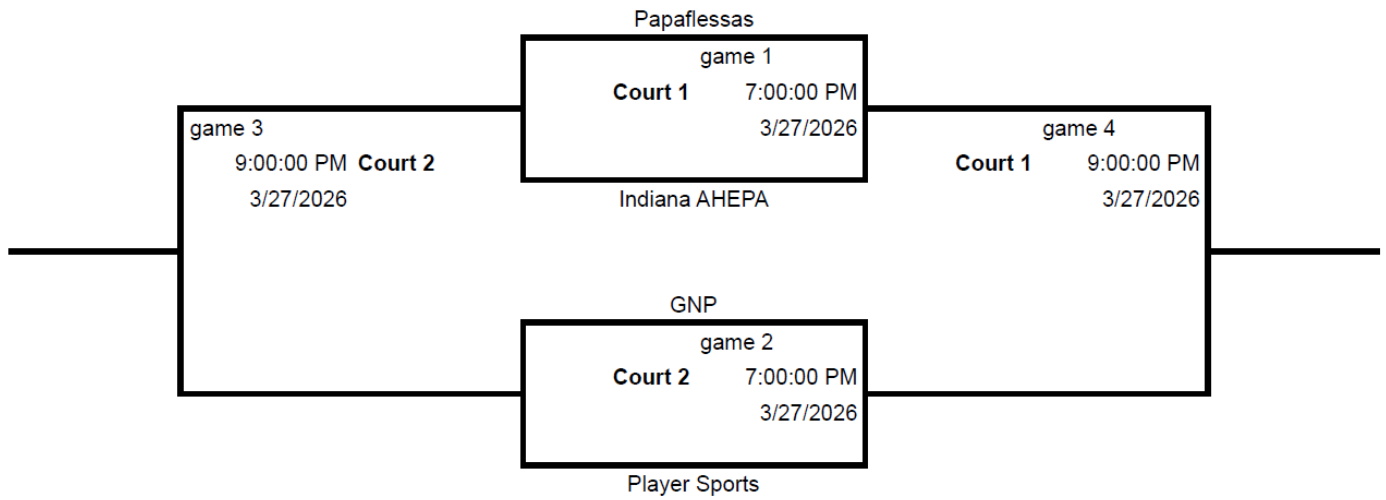 Papaflessas
game 1
Court 1 7:00:00 PM
3/27/2026
game 3
9:00:00 PM Court 2
3/27/2026
game 4
Court 1 9:00:00 PM
3/27/2026
Indiana AHEPA
GNP
game 2
Court 2 7:00:00 PM
3/27/2026
Player Sports